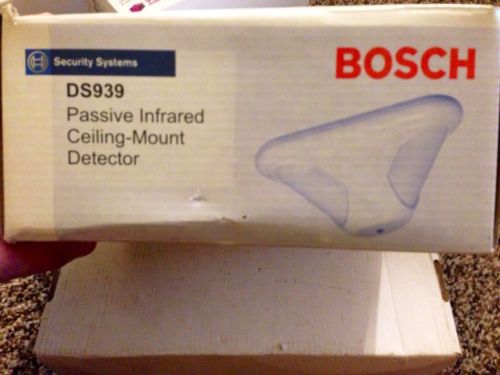 Security Systems
BOSCH
DS939
Passive Infrared
Ceiling-Mount
Detector